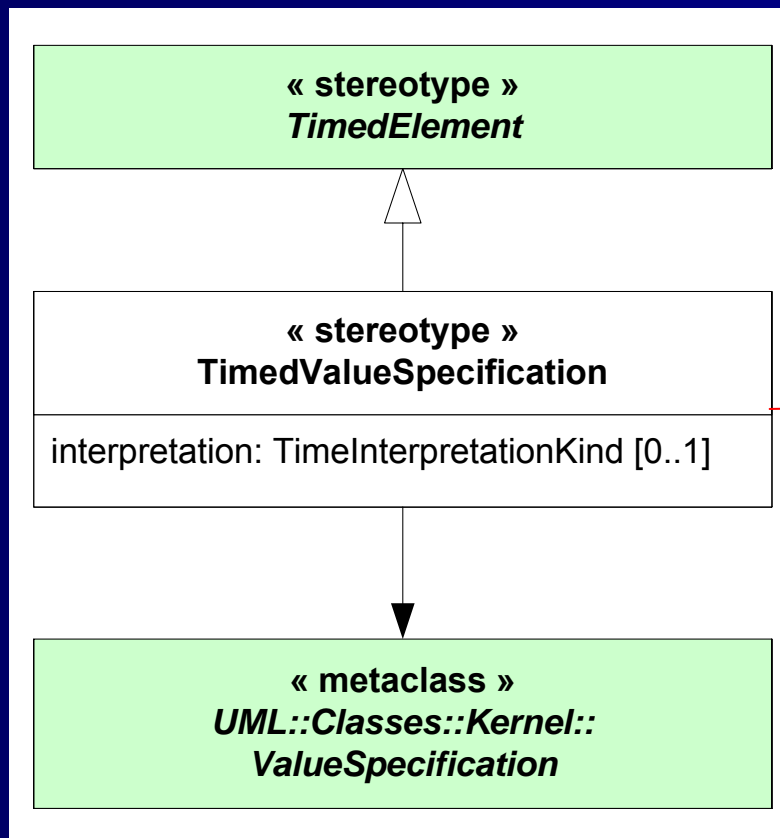 « stereotype »
TimedElement
« stereotype »
TimedValueSpecification
interpretation: TimeInterpretationKind [0..1]
« metaclass »
UML::Classes::Kernel::
ValueSpecification